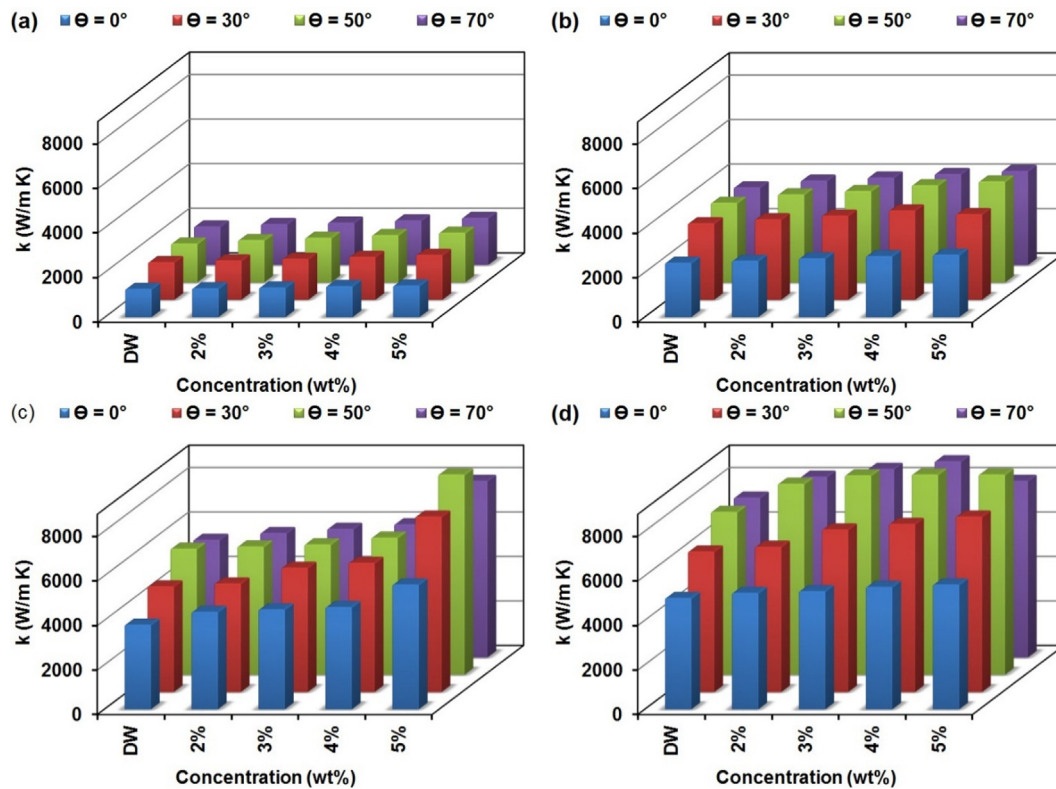 (a) Ө = 0° Ө = 30° Ө = 50° Ө = 70°
8000
6000
4000
2000
0
k (W/m K)
DW 2% 3% 4% 5%
Concentration (wt%)
(b) Ө = 0° Ө = 30° Ө = 50° Ө = 70°
8000
6000
4000
2000
0
k (W/m K)
DW 2% 3% 4% 5%
Concentration (wt%)
(c) Ө = 0° Ө = 30° Ө = 50° Ө = 70°
8000
6000
4000
2000
0
k (W/m K)
DW 2% 3% 4% 5%
Concentration (wt%)
(d) Ө = 0° Ө = 30° Ө = 50° Ө = 70°
8000
6000
4000
2000
0
k (W/m K)
DW 2% 3% 4% 5%
Concentration (wt%)